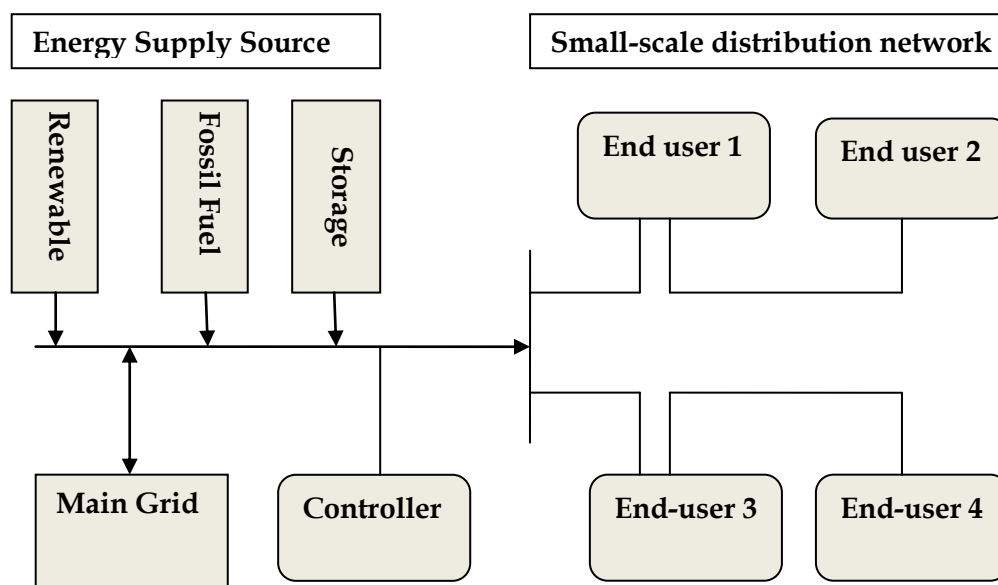 Energy Supply Source
Small-scale distribution network
Renewable
Fossil Fuel
Storage
End user 1
End user 2
Main Grid
Controller
End-user 3
End-user 4